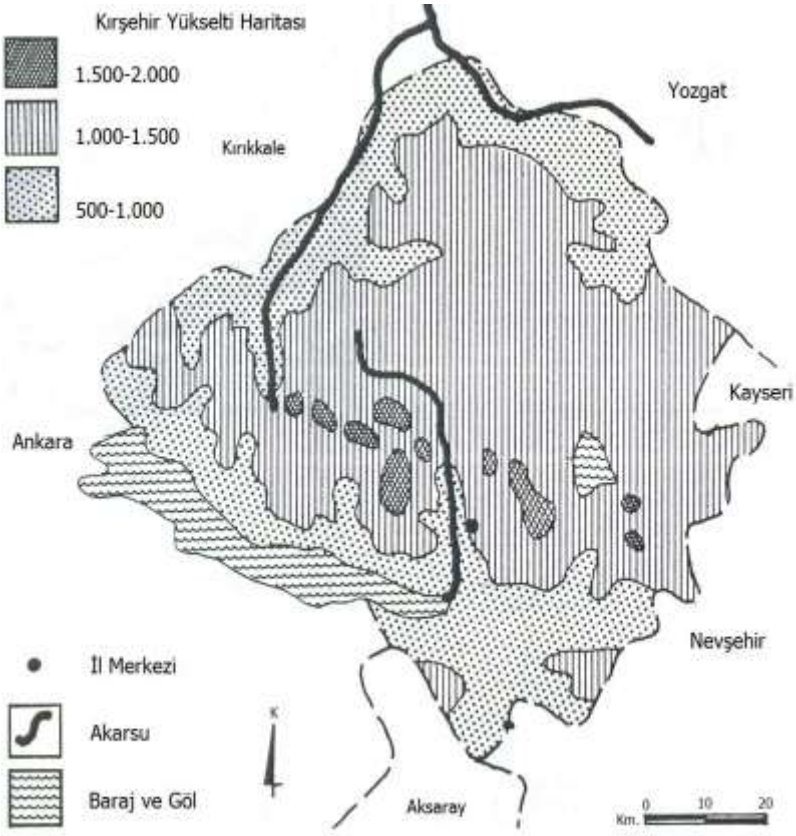 Kırşehir Yükselti Haritası
1.500-2.000
1.000-1.500
500-1.000
Kırıkkale
Yozgat
Kayseri
Ankara
Nevşehir
Aksaray
İl Merkezi
Akarsu
Baraj ve Göl
K
Km.
0 10 20